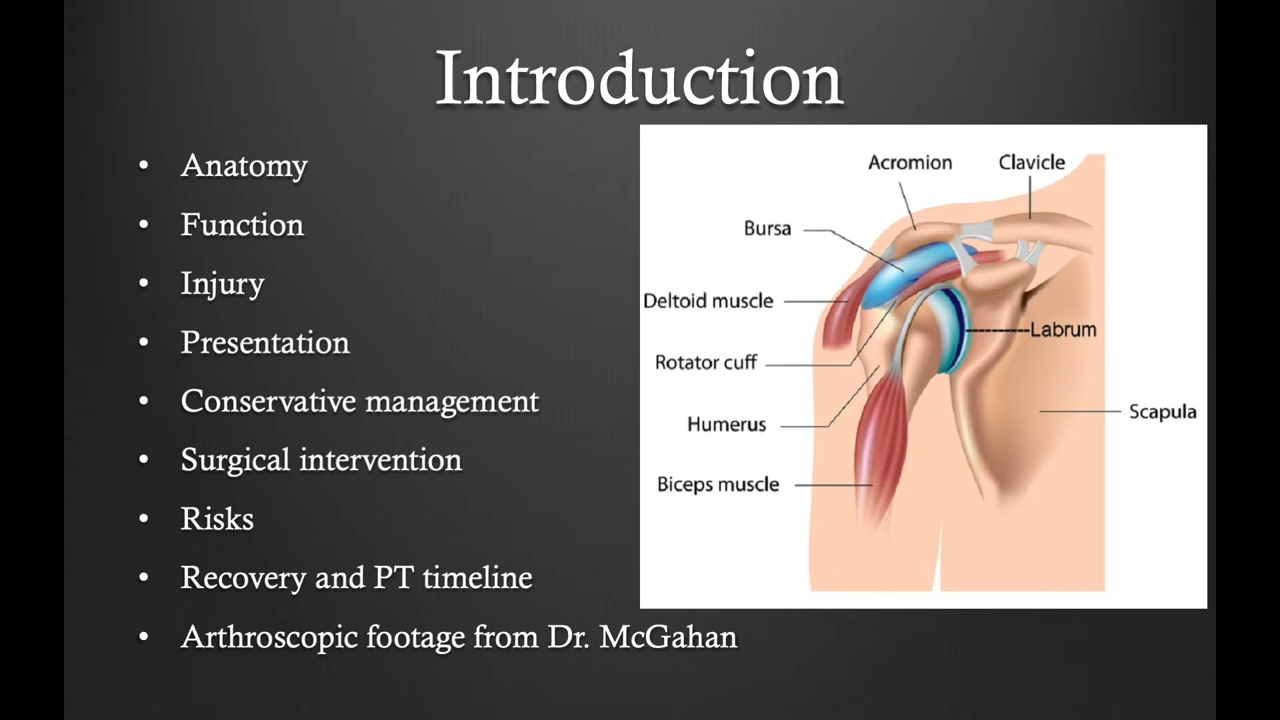 Introduction
• Anatomy
• Function
• Injury
• Presentation
• Conservative management
• Surgical intervention
• Risks
• Recovery and PT timeline
• Arthroscopic footage from Dr. McGahan
Acromion
Clavicle
Bursa
Deltoid muscle
Labrum
Rotator cuff
Scapula
Humerus
Biceps muscle